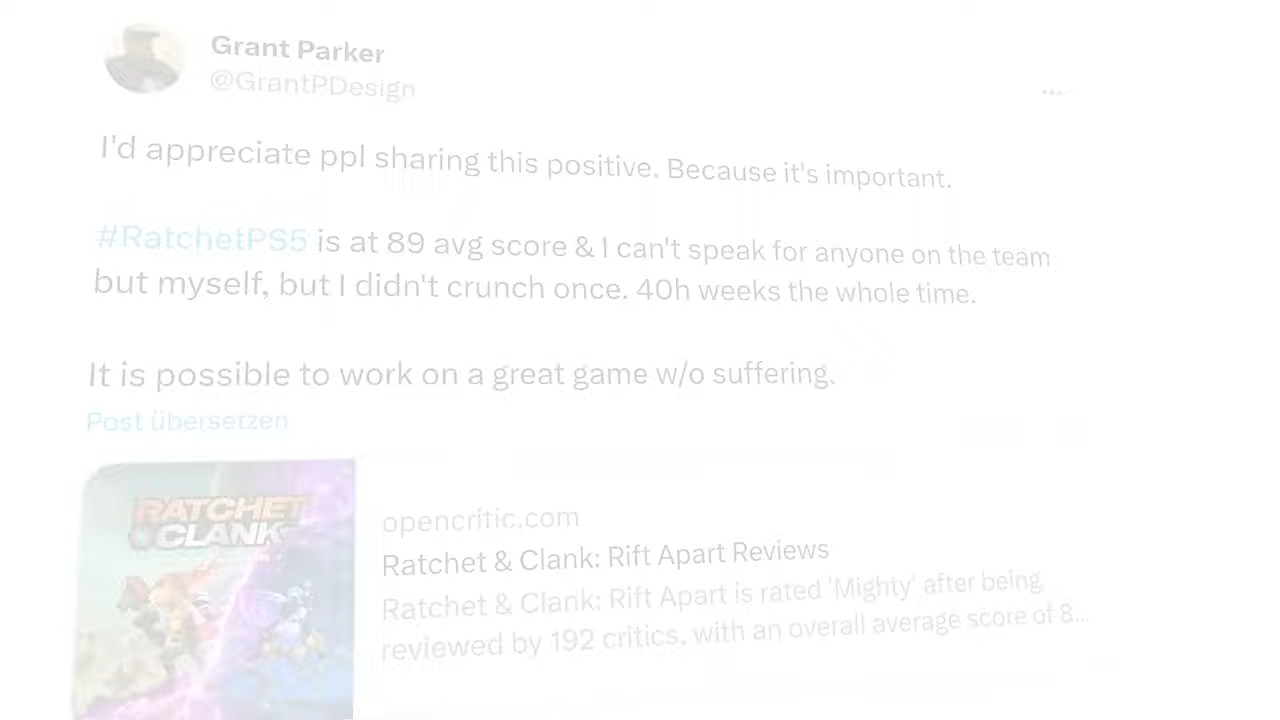 Grant Parker
@GrantPDesign
...
I'd appreciate ppl sharing this positive. Because it's important.
#RatchetPS5 is at 89 avg score & I can't speak for anyone on the team
but myself, but I didn't crunch once. 40h weeks the whole time.
It is possible to work on a great game w/o suffering.
Post übersetzen
RATCHET
CLANK
opencritic.com
Ratchet & Clank: Rift Apart Reviews
Ratchet & Clank: Rift Apart is rated 'Mighty' after being
reviewed by 192 critics, with an overall average score of 8...